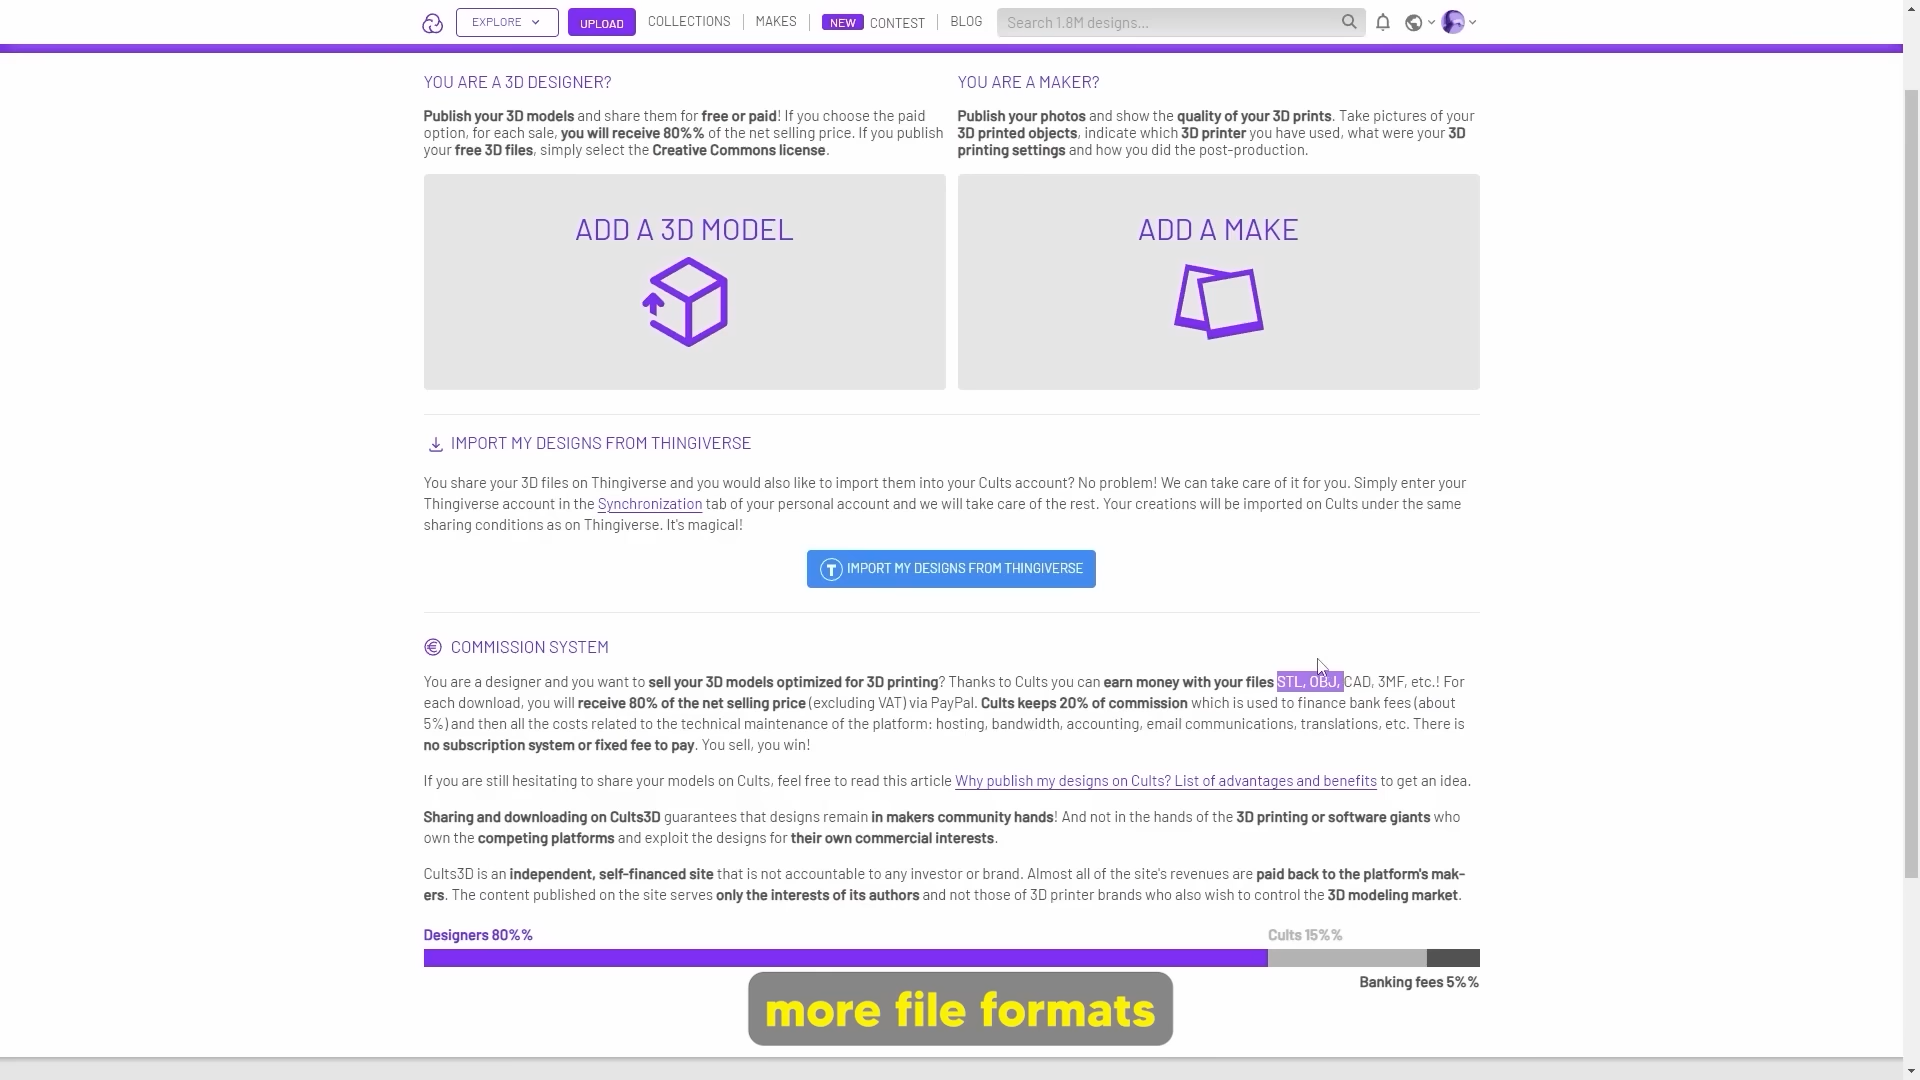 EXPLORE
UPLOAD
COLLECTIONS
MAKES
NEW CONTEST
BLOG
Search 1.8M designs...
YOU ARE A 3D DESIGNER?
Publish your 3D models and share them for free or paid! If you choose the paid
option, for each sale, you will receive 80%% of the net selling price. If you publish
your free 3D files, simply select the Creative Commons license.
YOU ARE A MAKER?
Publish your photos and show the quality of your 3D prints. Take pictures of your
3D printed objects, indicate which 3D printer you have used, what were your 3D
printing settings and how you did the post-production.
ADD A 3D MODEL
ADD A MAKE
IMPORT MY DESIGNS FROM THINGIVERSE
You share your 3D files on Thingiverse and you would also like to import them into your Cults account? No problem! We can take care of it for you. Simply enter your
Thingiverse account in the Synchronization tab of your personal account and we will take care of the rest. Your creations will be imported on Cults under the same
sharing conditions as on Thingiverse. It's magical!
T IMPORT MY DESIGNS FROM THINGIVERSE
COMMISSION SYSTEM
You are a designer and you want to sell your 3D models optimized for 3D printing? Thanks to Cults you can earn money with your files STL, OBJ, CAD, 3MF, etc.! For
each download, you will receive 80% of the net selling price (excluding VAT) via PayPal. Cults keeps 20% of commission which is used to finance bank fees (about
5%) and then all the costs related to the technical maintenance of the platform: hosting, bandwidth, accounting, email communications, translations, etc. There is
no subscription system or fixed fee to pay. You sell, you win!
If you are still hesitating to share your models on Cults, feel free to read this article Why publish my designs on Cults? List of advantages and benefits to get an idea.
Sharing and downloading on Cults3D guarantees that designs remain in makers community hands! And not in the hands of the 3D printing or software giants who
own the competing platforms and exploit the designs for their own commercial interests.
Cults3D is an independent, self-financed site that is not accountable to any investor or brand. Almost all of the site's revenues are paid back to the platform's mak-
ers. The content published on the site serves only the interests of its authors and not those of 3D printer brands who also wish to control the 3D modeling market.
Designers 80%%
Cults 15%%
Banking fees 5%%
more file formats